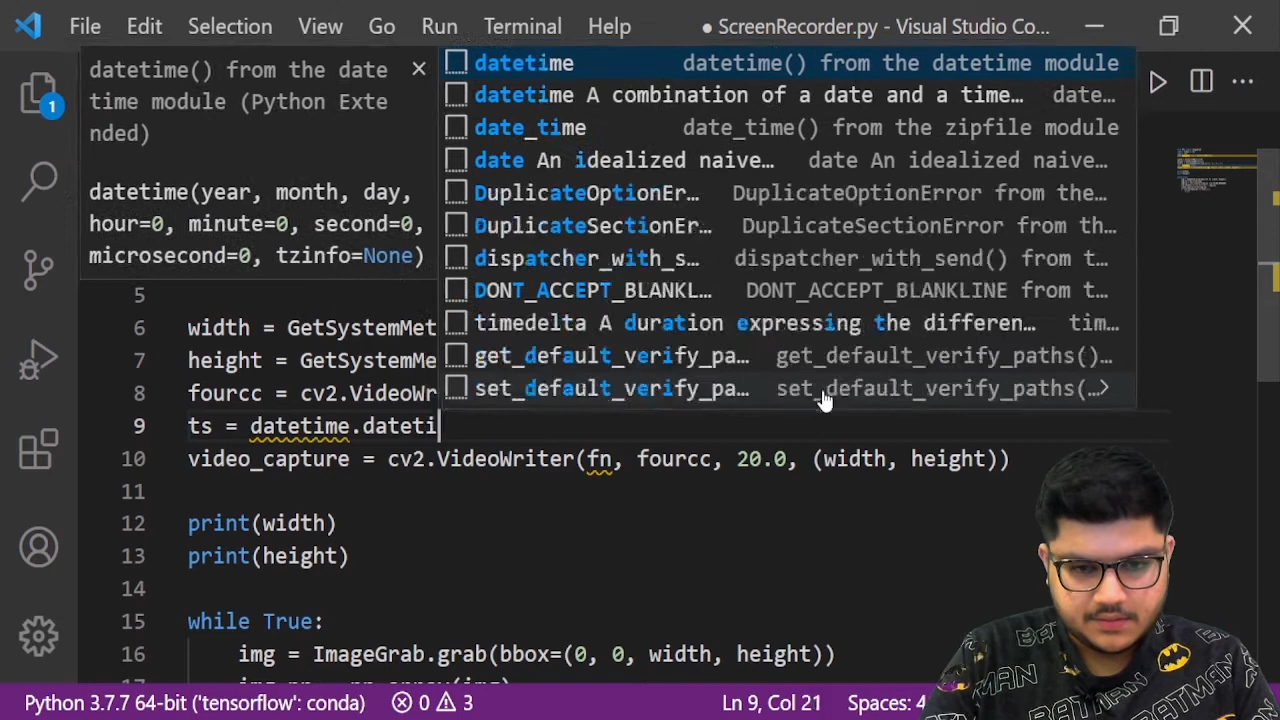 File Edit Selection View Go Run Terminal Help ● ScreenRecorder.py - Visual Studio Co...
datetime() from the date
time module (Python Exte
nded)
datetime(year, month, day,
hour=0, minute=0, second=0,
microsecond=0, tzinfo=None)
datetime datetime() from the datetime module
datetime A combination of a date and a time… date…
date_time date_time() from the zipfile module
date An idealized naive… date An idealized naive…
DuplicateOptionEr… DuplicateOptionError from the…
DuplicateSectionEr… DuplicateSectionError from th…
dispatcher_with_s… dispatcher_with_send() from t…
DONT_ACCEPT_BLANKL… DONT_ACCEPT_BLANKLINE from t…
timedelta A duration expressing the differen… tim…
get_default_verify_pa… get_default_verify_paths()…
set_default_verify_pa… set_default_verify_paths(…
1
5
6 width = GetSystemMet
7 height = GetSystemMe
8 fourcc = cv2.VideoWr
9 ts = datetime.dateti
10 video_capture = cv2.VideoWriter(fn, fourcc, 20.0, (width, height))
11
12 print(width)
13 print(height)
14
15 while True:
16 img = ImageGrab.grab(bbox=(0, 0, width, height))
Python 3.7.7 64-bit ('tensorflow': conda) 0 3 Ln 9, Col 21 Spaces: 4
BATMAN
BATMAN